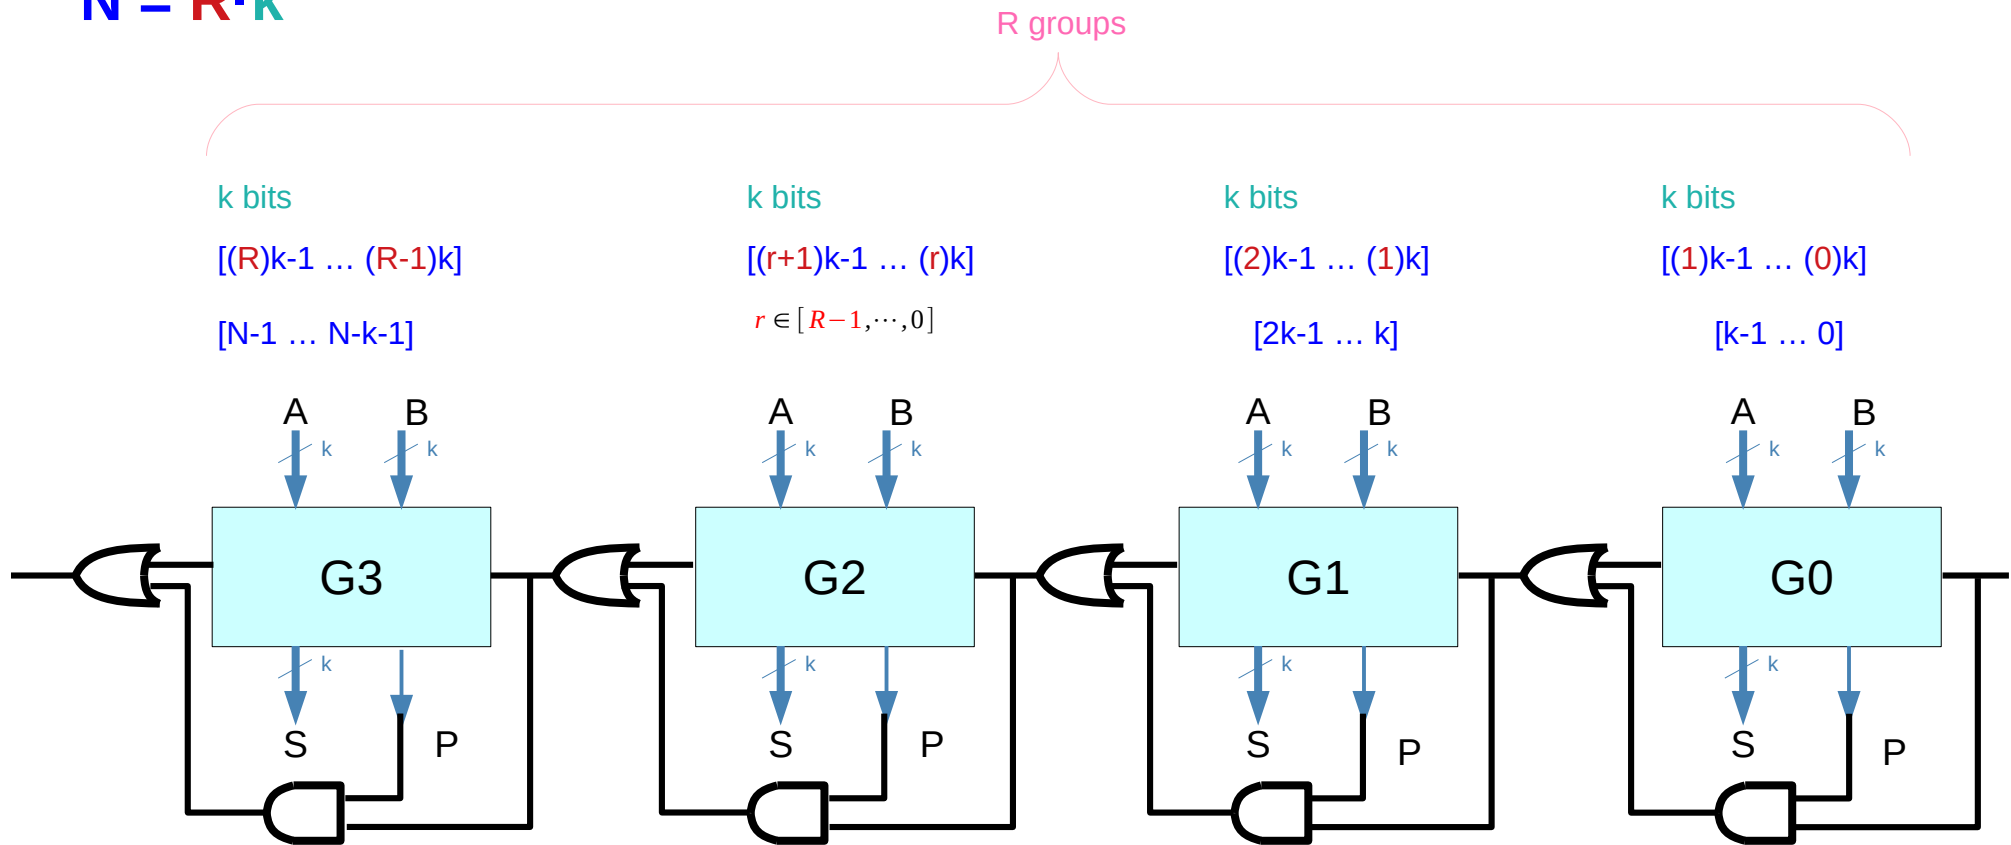 N = R·k
R groups
k bits k bits k bits k bits
[(R)k-1 … (R-1)k] [(r+1)k-1 … (r)k] [(2)k-1 … (1)k] [(1)k-1 … (0)k]
r ∈ [R−1,⋯,0]
[N-1 … N-k-1] [2k-1 … k] [k-1 … 0]
A B A B A B A B
k k k k k k k k
G3 G2 G1 G0
k k k k
S P S P S P S P